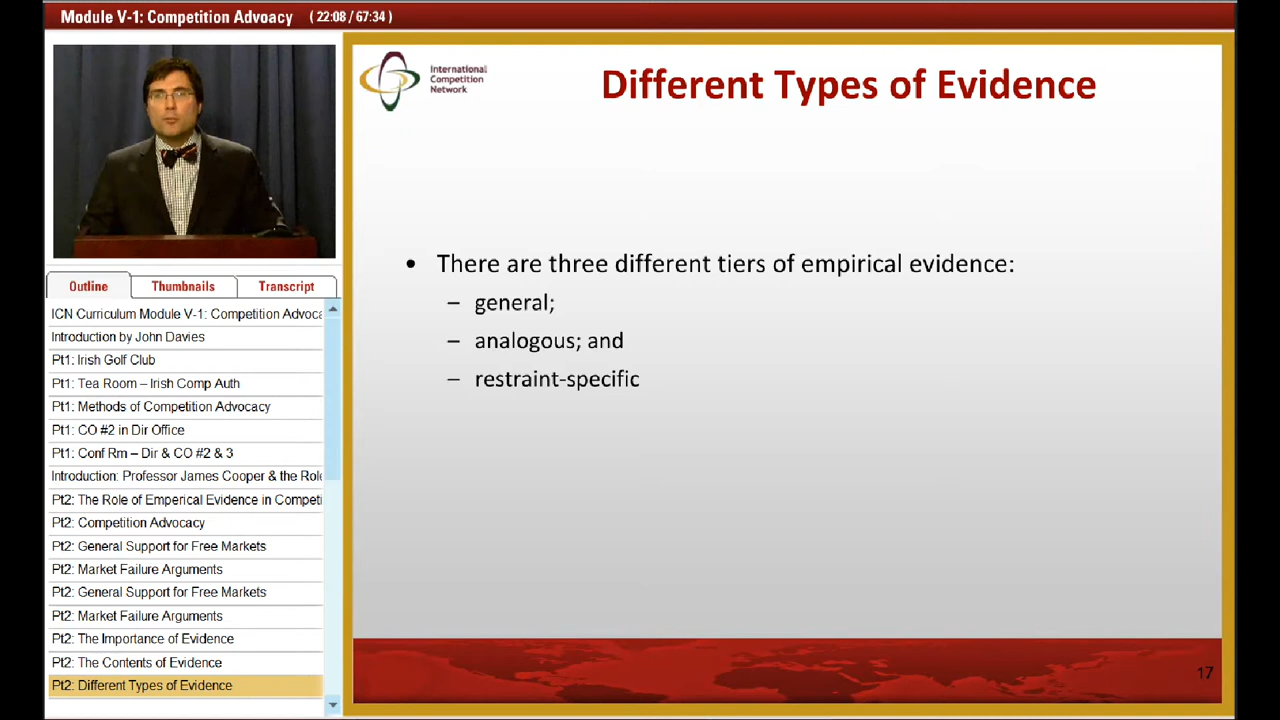 Module V-1: Competition Advoacy ( 22:08 / 67:34 )
International
Competition
Network
Different Types of Evidence
• There are three different tiers of empirical evidence:
– general;
– analogous; and
– restraint-specific
17
Outline Thumbnails Transcript
ICN Curriculum Module V-1: Competition Advoca
Introduction by John Davies
Pt1: Irish Golf Club
Pt1: Tea Room – Irish Comp Auth
Pt1: Methods of Competition Advocacy
Pt1: CO #2 in Dir Office
Pt1: Conf Rm – Dir & CO #2 & 3
Introduction: Professor James Cooper & the Role
Pt2: The Role of Emperical Evidence in Competi
Pt2: Competition Advocacy
Pt2: General Support for Free Markets
Pt2: Market Failure Arguments
Pt2: General Support for Free Markets
Pt2: Market Failure Arguments
Pt2: The Importance of Evidence
Pt2: The Contents of Evidence
Pt2: Different Types of Evidence